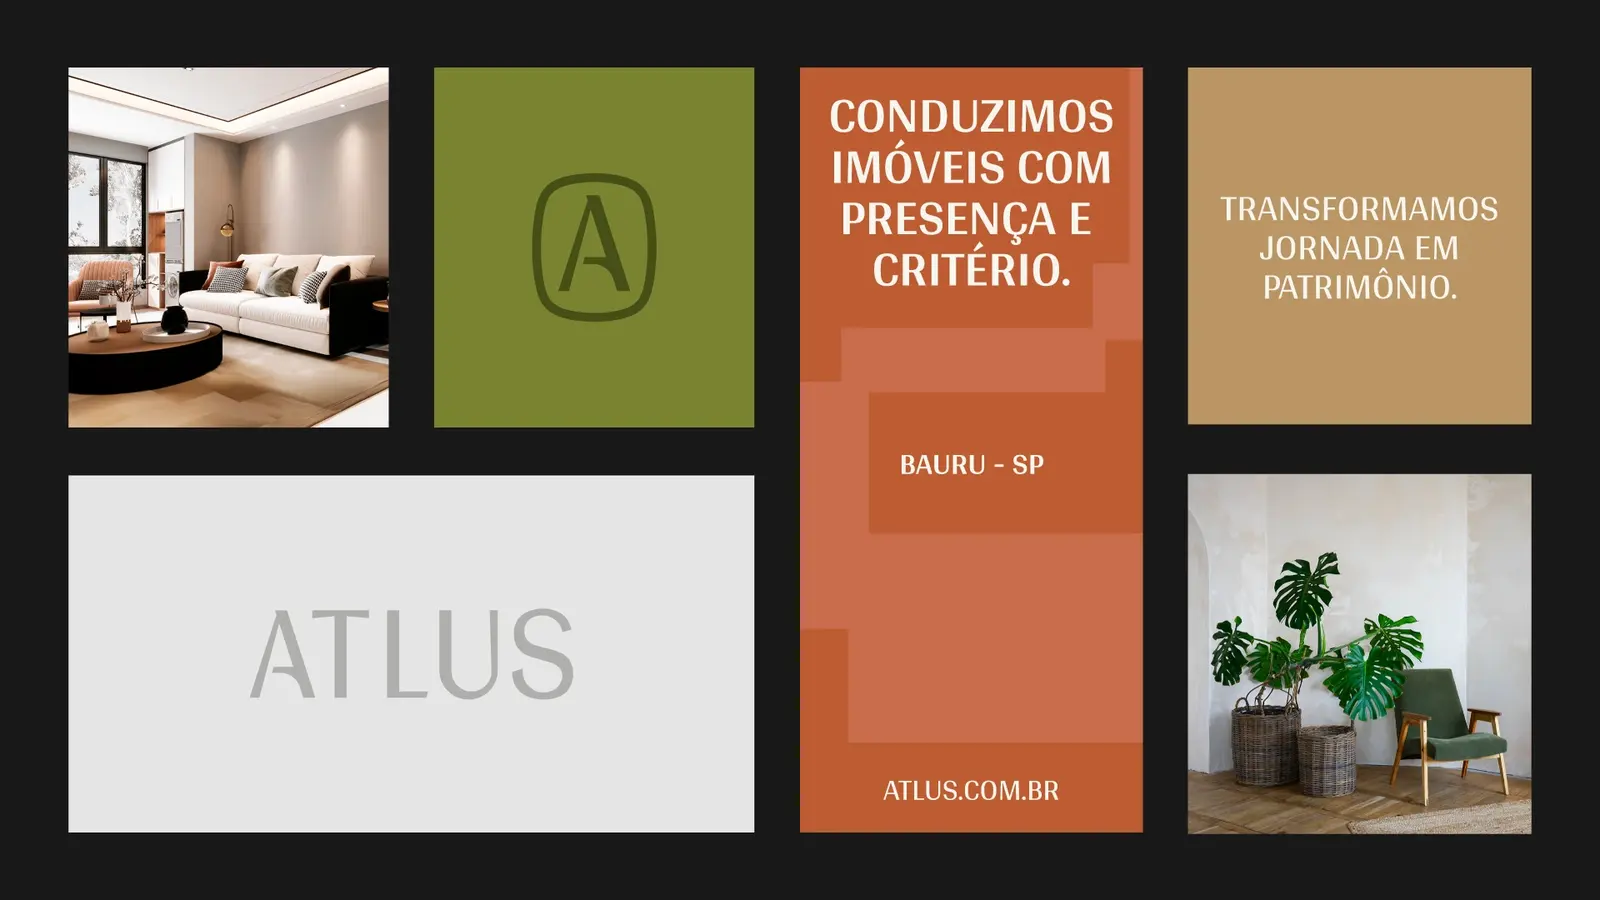 A
CONDUZIMOS
IMÓVEIS COM
PRESENÇA E
CRITÉRIO.
BAURU - SP
ATLUS.COM.BR
TRANSFORMAMOS
JORNADA EM
PATRIMÔNIO.
ATLUS